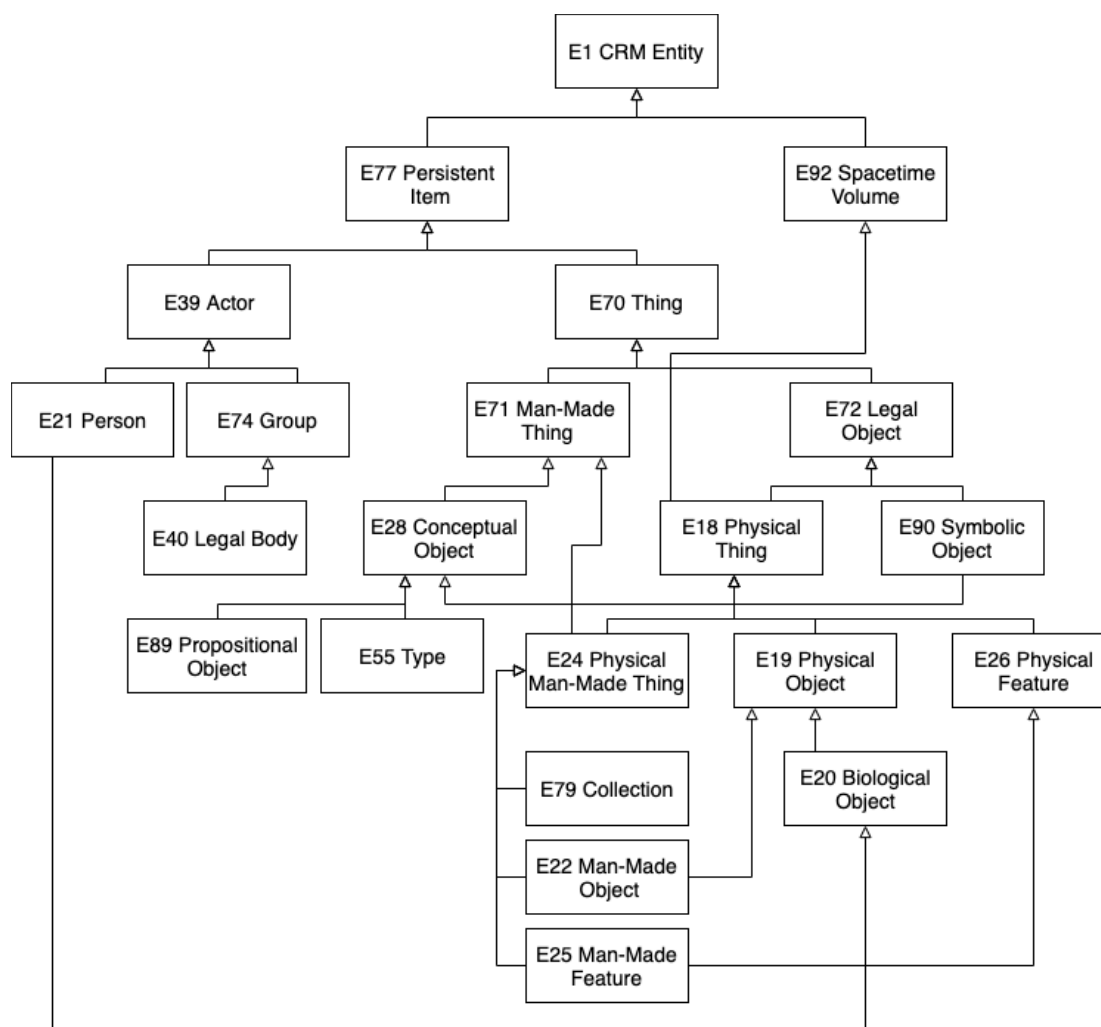 E1 CRM Entity
E77 Persistent
Item
E92 Spacetime
Volume
E39 Actor
E70 Thing
E21 Person
E74 Group
E71 Man-Made
Thing
E72 Legal
Object
E40 Legal Body
E28 Conceptual
Object
E18 Physical
Thing
E90 Symbolic
Object
E89 Propositional
Object
E55 Type
E24 Physical
Man-Made Thing
E19 Physical
Object
E26 Physical
Feature
E79 Collection
E20 Biological
Object
E22 Man-Made
Object
E25 Man-Made
Feature